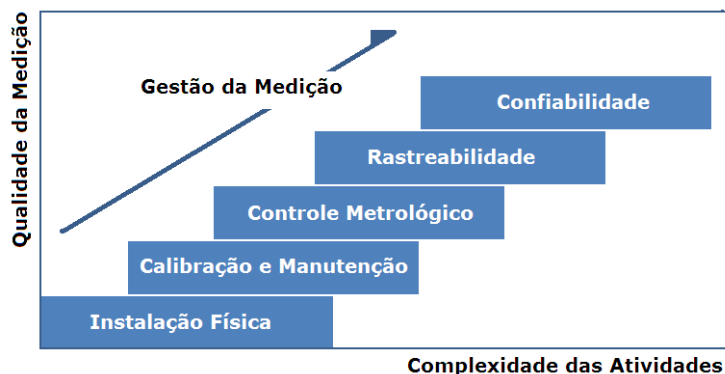 Qualidade da Medição
Gestão da Medição
Confiabilidade
Rastreabilidade
Controle Metrológico
Calibração e Manutenção
Instalação Física
Complexidade das Atividades